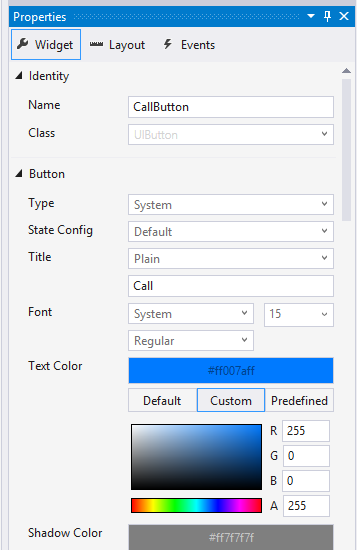 Properties
Widget Layout Events
Identity
Name CallButton
Class UIButton
Button
Type System
State Config Default
Title Plain
Call
Font System 15
Regular
Text Color #ff007aff
Default Custom Predefined
R 255
G 0
B 0
A 255
Shadow Color #ff7f7f7f